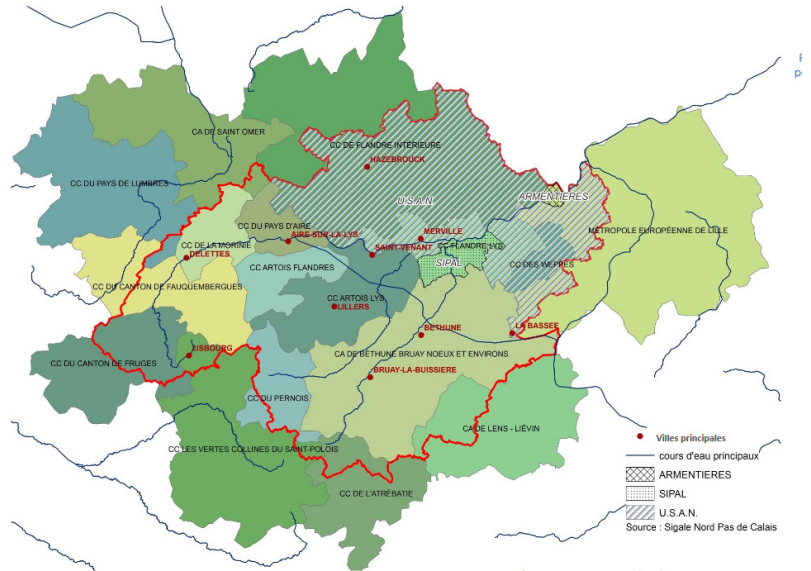 P
p
CA DE SAINT OMER
CC DE FLANDRE INTÉRIEURE
HAZEBROUCK
CC DU PAYS DE LUMBRES
U.S.A.N
ARMENTIERES
CC DU PAYS D'AIRE
MÉTROPOLE EUROPÉENNE DE LILLE
AIRE-SUR-LA-LYS
MERVILLE
CC DE LA MORINIE
SAINT-VENANT
CC FLANDRE LYS
DELETTES
SIPAL
CC DES WEPPES
CC ARTOIS FLANDRES
CC DU CANTON DE FAUQUEMBERGUES
CC ARTOIS LYS
LILLERS
LA BASSEE
BETHUNE
LISBOURG
CA DE BÉTHUNE BRUAY NOEUX ET ENVIRONS
CC DU CANTON DE FRUGES
BRUAY-LA-BUISSIERE
CC DU PERNOIS
CA DE LENS - LIÉVIN
CC LES VERTES COLLINES DU SAINT-POLOIS
CC DE L'ATRÉBATIE
Villes principales
cours d'eau principaux
ARMENTIERES
SIPAL
U.S.A.N.
Source : Sigale Nord Pas de Calais